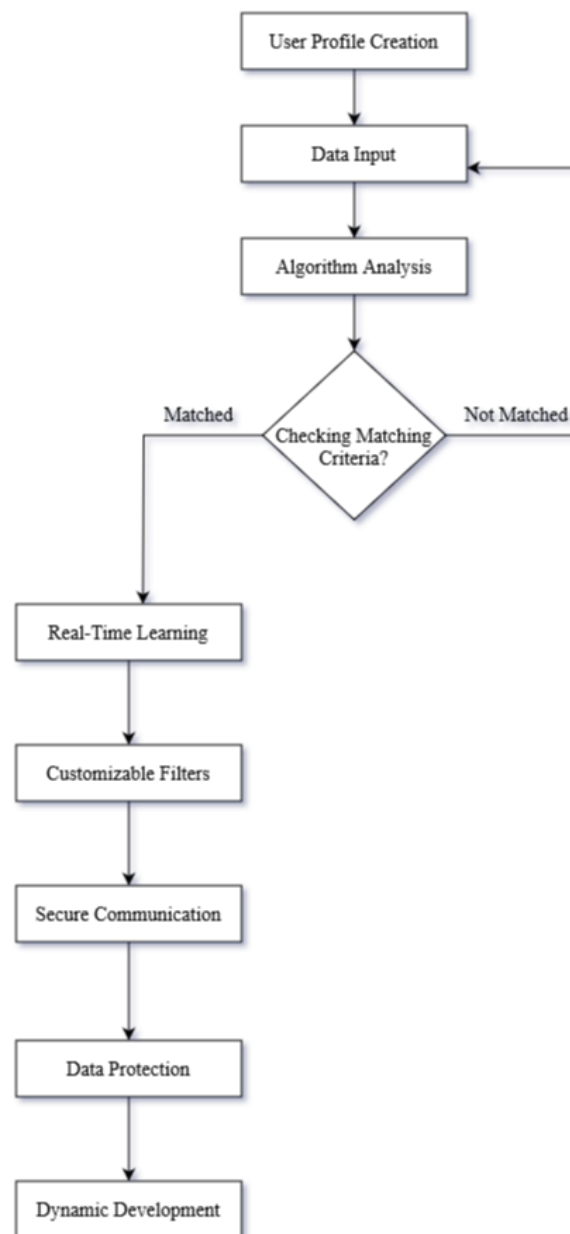 User Profile Creation
Data Input
Algorithm Analysis
Matched
Not Matched
Checking Matching
Criteria?
Real-Time Learning
Customizable Filters
Secure Communication
Data Protection
Dynamic Development